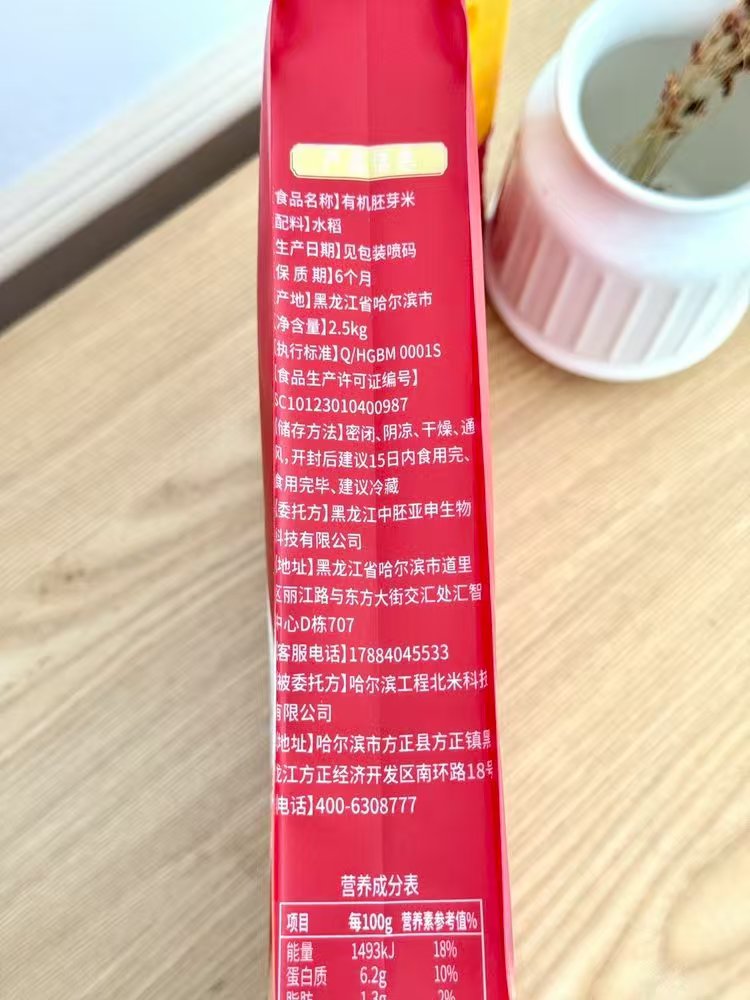 食品名称】有机胚芽米
配料】水稻
生产日期】见包装喷码
保 质 期】6个月
产地】黑龙江省哈尔滨市
净含量】2.5kg
执行标准】Q/HGBM 0001S
【食品生产许可证编号】
SC10123010400987
【储存方法】密闭、阴凉、干燥、通
风，开封后建议15日内食用完、
食用完毕、建议冷藏
【委托方】黑龙江中胚亚申生物
科技有限公司
【地址】黑龙江省哈尔滨市道里
区丽江路与东方大街交汇处汇智
中心D栋707
【客服电话】17884045533
【被委托方】哈尔滨工程北米科技
有限公司
【地址】哈尔滨市方正县方正镇黑
龙江方正经济开发区南环路18号
电话】400-6308777
营养成分表
项目 每100g 营养素参考值%
能量 1493kJ 18%
蛋白质 6.2g 10%
脂肪 1.3g 2%